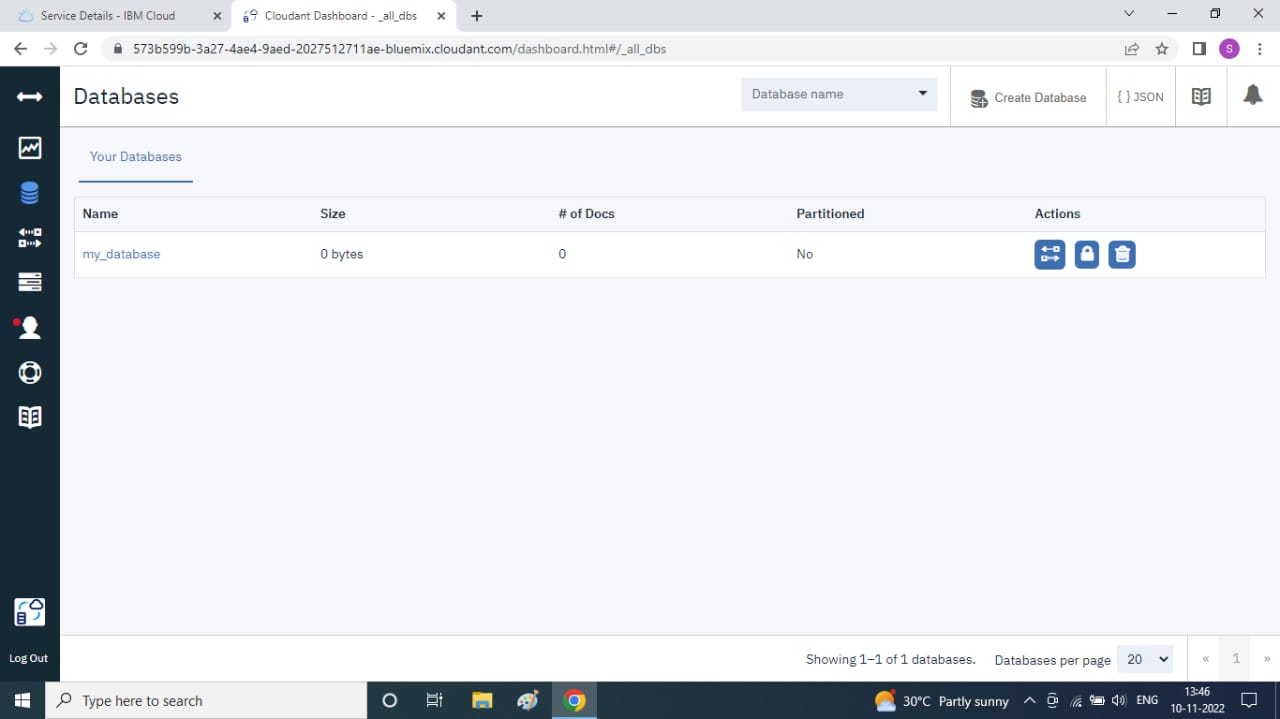 Service Details - IBM Cloud
Cloudant Dashboard - _all_dbs
573b599b-3a27-4ae4-9aed-2027512711ae-bluemix.cloudant.com/dashboard.html#/_all_dbs
S
Databases
Database name
Create Database
{ } JSON
Your Databases
Name Size # of Docs Partitioned Actions
my_database 0 bytes 0 No
Log Out
Showing 1–1 of 1 databases. Databases per page 20 « 1 »
Type here to search
30°C Partly sunny
ENG
13:46
10-11-2022